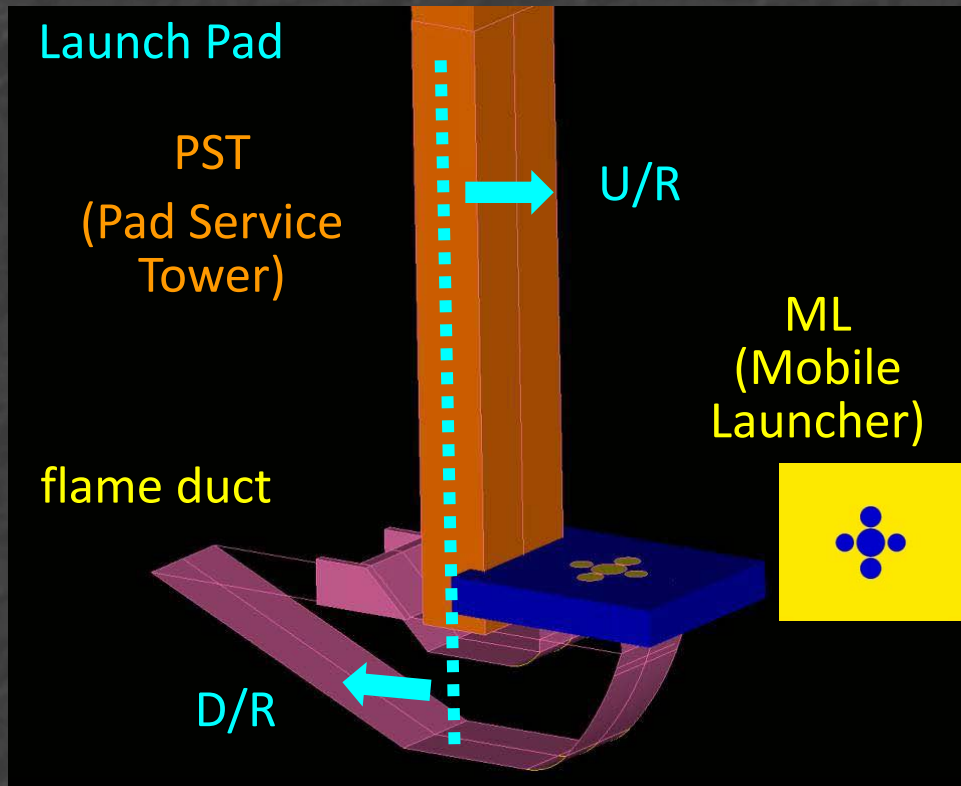 Launch Pad
PST
(Pad Service
Tower)
U/R
ML
(Mobile
Launcher)
flame duct
D/R